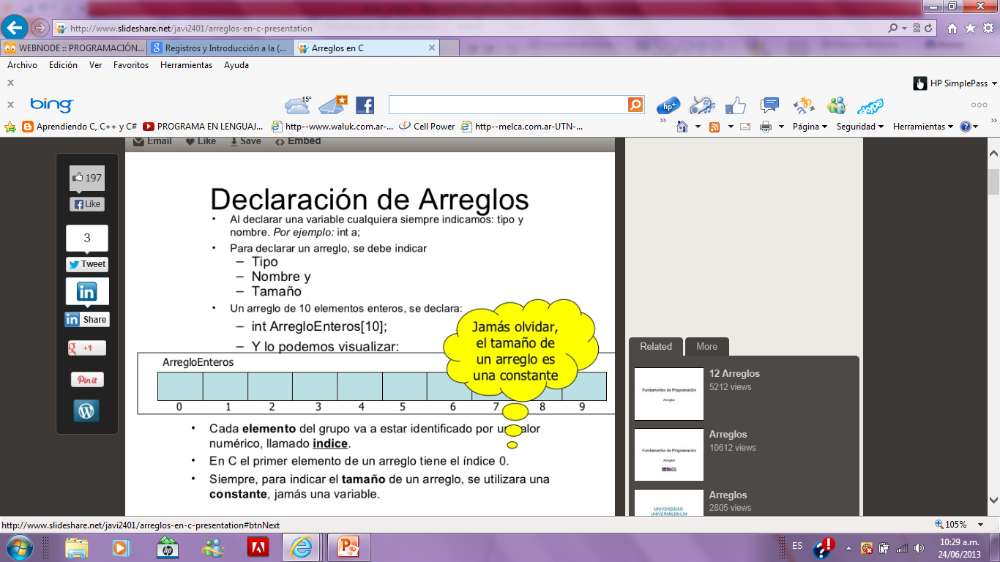 http://www.slideshare.net/javi2401/arreglos-en-c-presentation
WEBNODE :: PROGRAMACIÓN...
Registros y Introducción a la (...
Arreglos en C
Archivo Edición Ver Favoritos Herramientas Ayuda
HP SimplePass
bing
15°
hp+
skype
Aprendiendo C, C++ y C#
PROGRAMA EN LENGUAJ...
http--www.waluk.com.ar-...
Cell Power
http--melca.com.ar-UTN-...
Página Seguridad Herramientas
Email Like Save Embed
197
Like
3
Tweet
in
in Share
+1
Pin it
Declaración de Arreglos
• Al declarar una variable cualquiera siempre indicamos: tipo y
nombre. Por ejemplo: int a;
• Para declarar un arreglo, se debe indicar
– Tipo
– Nombre y
– Tamaño
• Un arreglo de 10 elementos enteros, se declara:
– int ArregloEnteros[10];
– Y lo podemos visualizar:
Jamás olvidar,
el tamaño de
un arreglo es
una constante
ArregloEnteros
0 1 2 3 4 5 6 7 8 9
• Cada elemento del grupo va a estar identificado por un valor
numérico, llamado índice.
• En C el primer elemento de un arreglo tiene el índice 0.
• Siempre, para indicar el tamaño de un arreglo, se utilizara una
constante, jamás una variable.
Related More
Fundamentos de Programación
Arreglos
12 Arreglos
5212 views
Fundamentos de Programación
Arreglos
Arreglos
10612 views
UNIVERSIDAD
UNIVERMILENIUM
Arreglos
2805 views
http://www.slideshare.net/javi2401/arreglos-en-c-presentation#btnNext
105%
ES
10:29 a.m.
24/06/2013